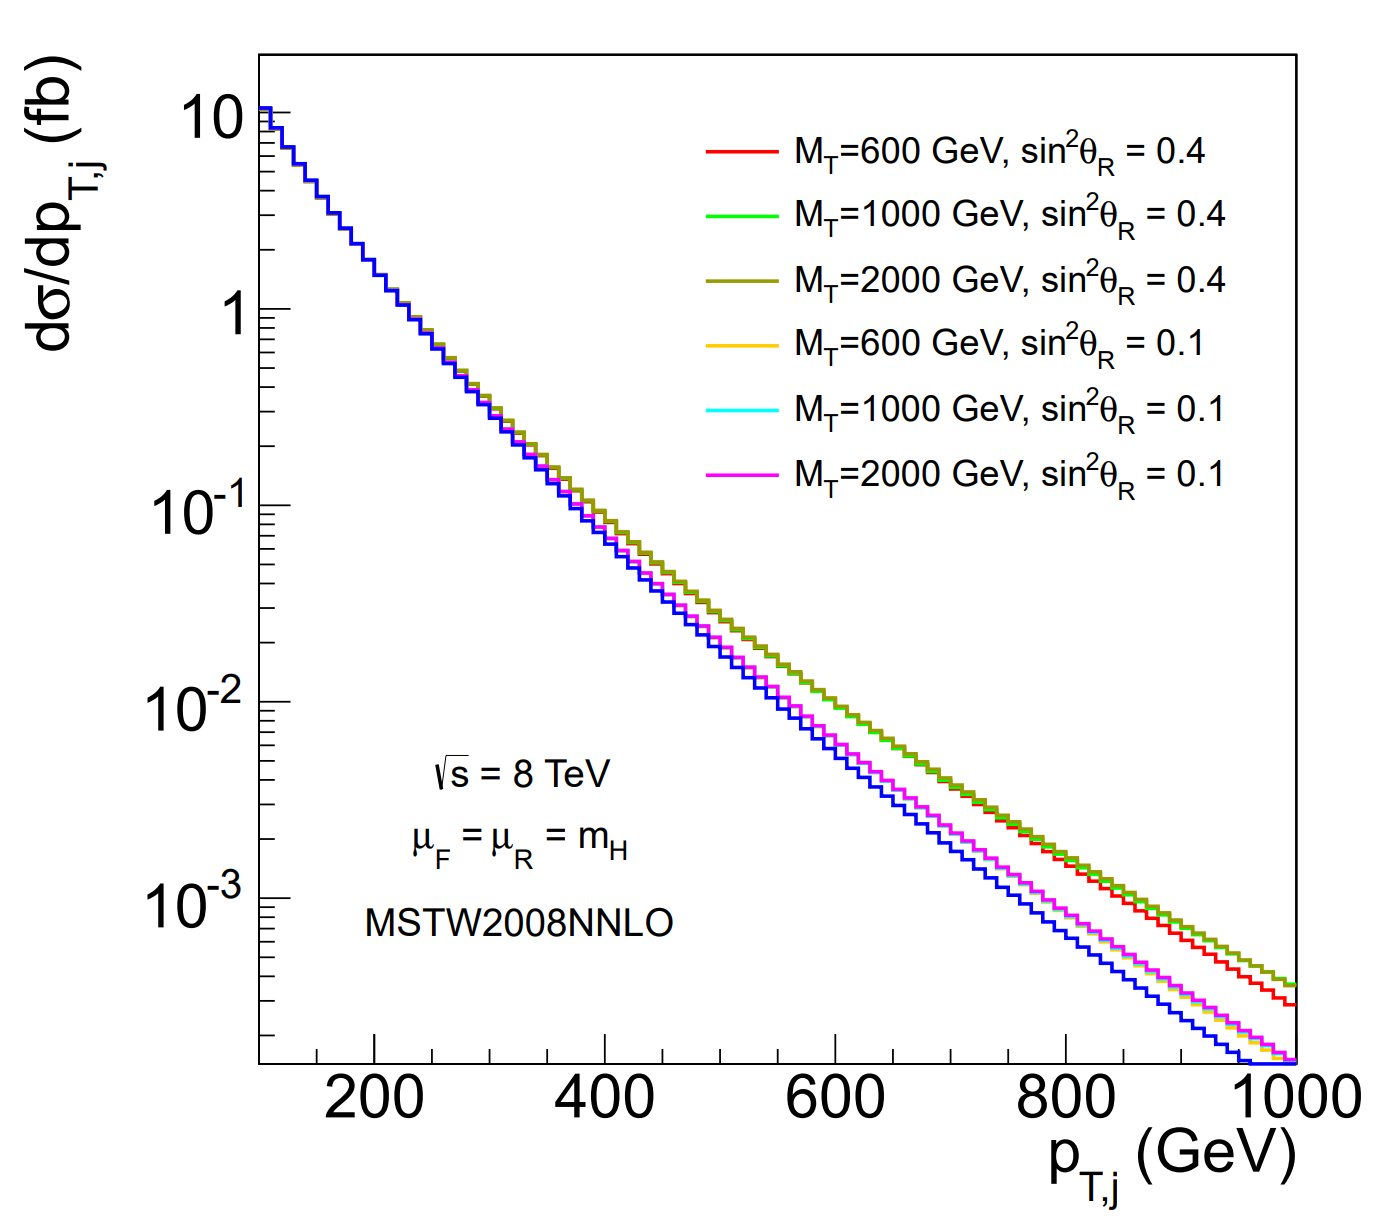 dσ/dp_T,j (fb)
10
1
10^-1
10^-2
10^-3
M_T=600 GeV, sin^2θ_R = 0.4
M_T=1000 GeV, sin^2θ_R = 0.4
M_T=2000 GeV, sin^2θ_R = 0.4
M_T=600 GeV, sin^2θ_R = 0.1
M_T=1000 GeV, sin^2θ_R = 0.1
M_T=2000 GeV, sin^2θ_R = 0.1
√s = 8 TeV
μ_F = μ_R = m_H
MSTW2008NNLO
200 400 600 800 1000
p_T,j (GeV)